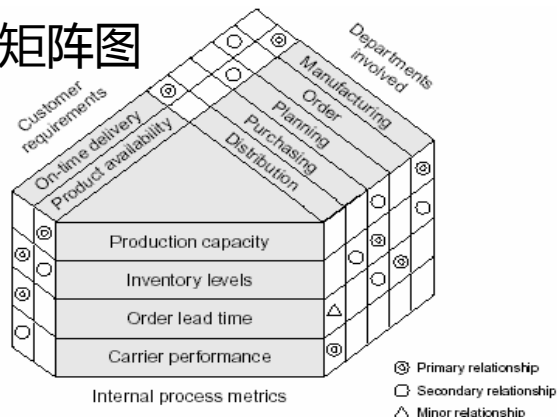 矩阵图
Customer
requirements
Departments
involved
On-time delivery
Product availability
Manufacturing
Order
Planning
Purchasing
Distribution
Production capacity
Inventory levels
Order lead time
Carrier performance
Internal process metrics
Primary relationship
Secondary relationship
Minor relationship